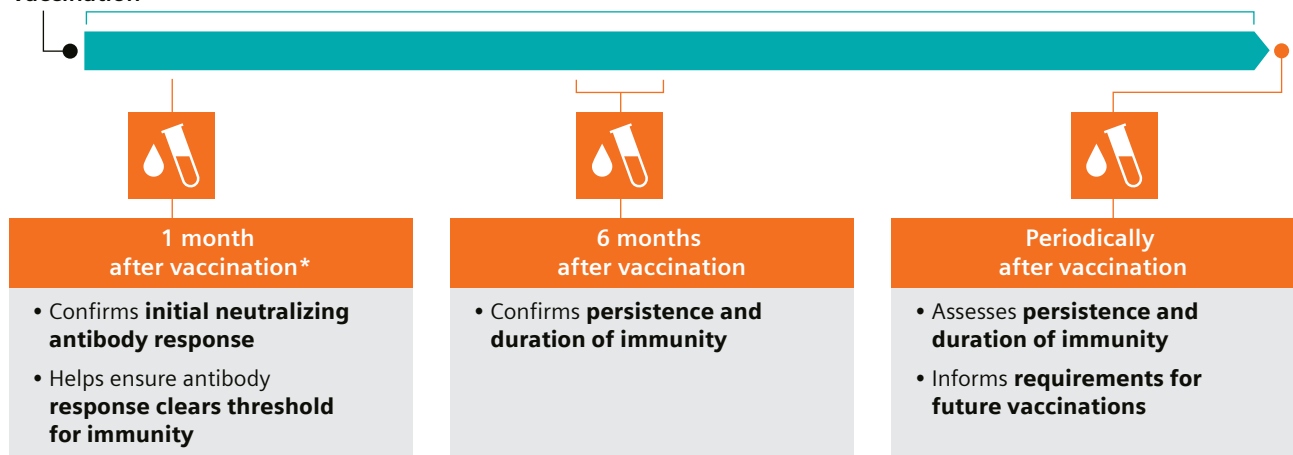 1 month
after vaccination*
• Confirms initial neutralizing
antibody response
• Helps ensure antibody
response clears threshold
for immunity
6 months
after vaccination
• Confirms persistence and
duration of immunity
Periodically
after vaccination
• Assesses persistence and
duration of immunity
• Informs requirements for
future vaccinations